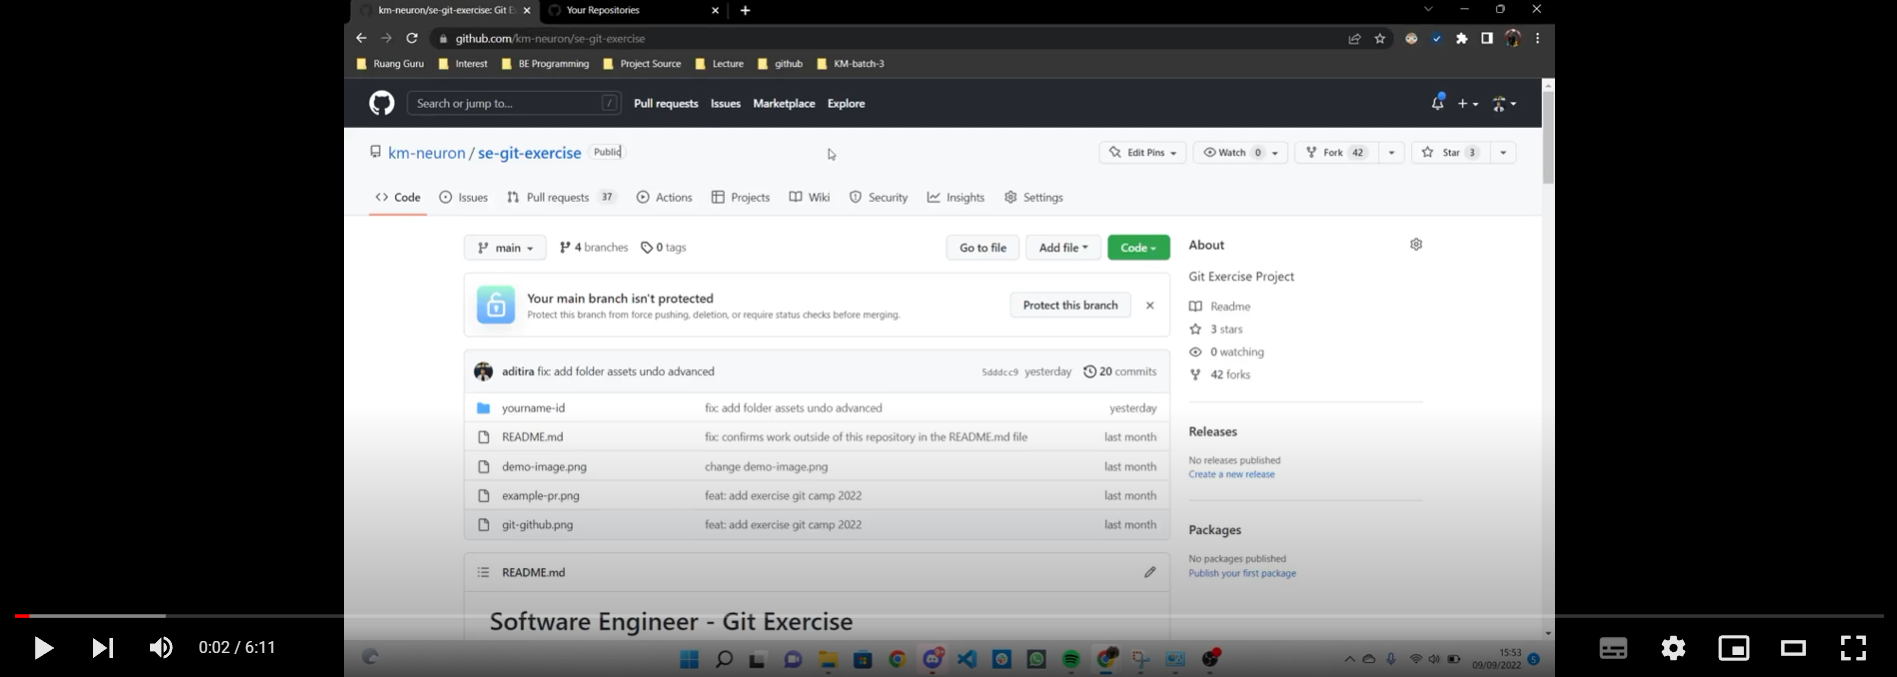 km-neuron/se-git-exercise: Git E
Your Repositories
github.com/km-neuron/se-git-exercise
Ruang Guru
Interest
BE Programming
Project Source
Lecture
github
KM-batch-3
Search or jump to...
/
Pull requests
Issues
Marketplace
Explore
km-neuron / se-git-exercise
Public
Edit Pins
Watch 0
Fork 42
Star 3
Code
Issues
Pull requests 37
Actions
Projects
Wiki
Security
Insights
Settings
main
4 branches
0 tags
Go to file
Add file
Code
Your main branch isn't protected
Protect this branch from force pushing, deletion, or require status checks before merging.
Protect this branch
aditira fix: add folder assets undo advanced
5dddcc9 yesterday
20 commits
yourname-id fix: add folder assets undo advanced yesterday
README.md fix: confirms work outside of this repository in the README.md file last month
demo-image.png change demo-image.png last month
example-pr.png feat: add exercise git camp 2022 last month
git-github.png feat: add exercise git camp 2022 last month
README.md
Software Engineer - Git Exercise
About
Git Exercise Project
Readme
3 stars
0 watching
42 forks
Releases
No releases published
Create a new release
Packages
No packages published
Publish your first package
0:02 / 6:11
15:53
09/09/2022
5